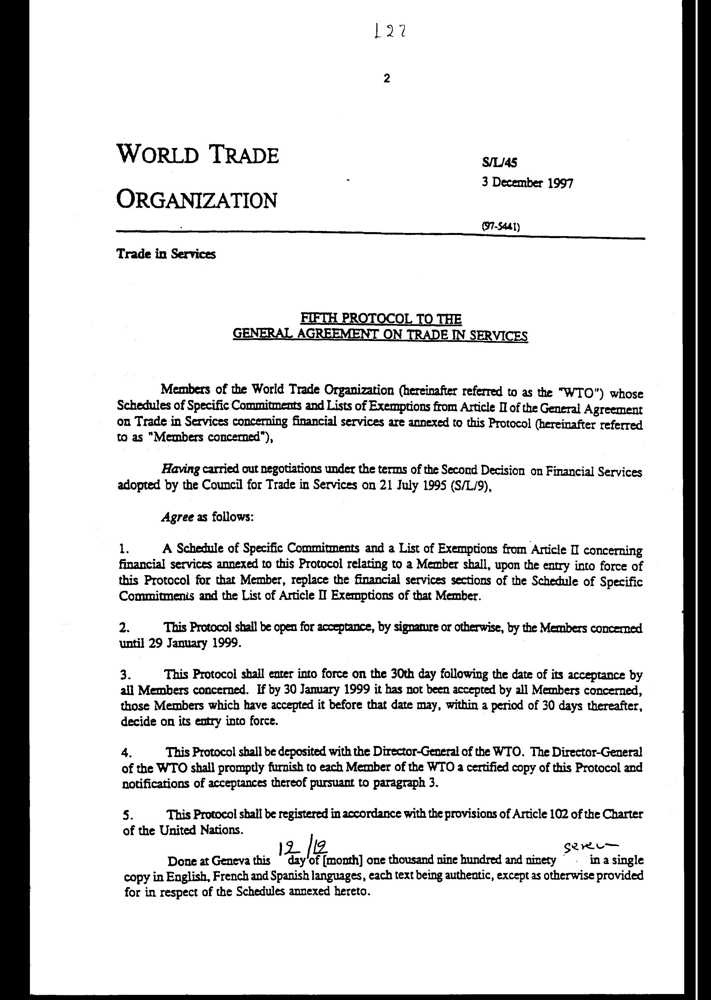 122
2
WORLD TRADE
ORGANIZATION
S/L/45
3 December 1997
(97-5441)
Trade in Services
FIFTH PROTOCOL TO THE
GENERAL AGREEMENT ON TRADE IN SERVICES
Members of the World Trade Organization (hereinafter referred to as the "WTO") whose
Schedules of Specific Commitments and Lists of Exemptions from Article II of the General Agreement
on Trade in Services concerning financial services are annexed to this Protocol (hereinafter referred
to as "Members concerned"),
Having carried out negotiations under the terms of the Second Decision on Financial Services
adopted by the Council for Trade in Services on 21 July 1995 (S/L/9),
Agree as follows:
1. A Schedule of Specific Commitments and a List of Exemptions from Article II concerning
financial services annexed to this Protocol relating to a Member shall, upon the entry into force of
this Protocol for that Member, replace the financial services sections of the Schedule of Specific
Commitments and the List of Article II Exemptions of that Member.
2. This Protocol shall be open for acceptance, by signature or otherwise, by the Members concerned
until 29 January 1999.
3. This Protocol shall enter into force on the 30th day following the date of its acceptance by
all Members concerned. If by 30 January 1999 it has not been accepted by all Members concerned,
those Members which have accepted it before that date may, within a period of 30 days thereafter,
decide on its entry into force.
4. This Protocol shall be deposited with the Director-General of the WTO. The Director-General
of the WTO shall promptly furnish to each Member of the WTO a certified copy of this Protocol and
notifications of acceptances thereof pursuant to paragraph 3.
5. This Protocol shall be registered in accordance with the provisions of Article 102 of the Charter
of the United Nations.
12/12 seven
Done at Geneva this day of [month] one thousand nine hundred and ninety in a single
copy in English, French and Spanish languages, each text being authentic, except as otherwise provided
for in respect of the Schedules annexed hereto.